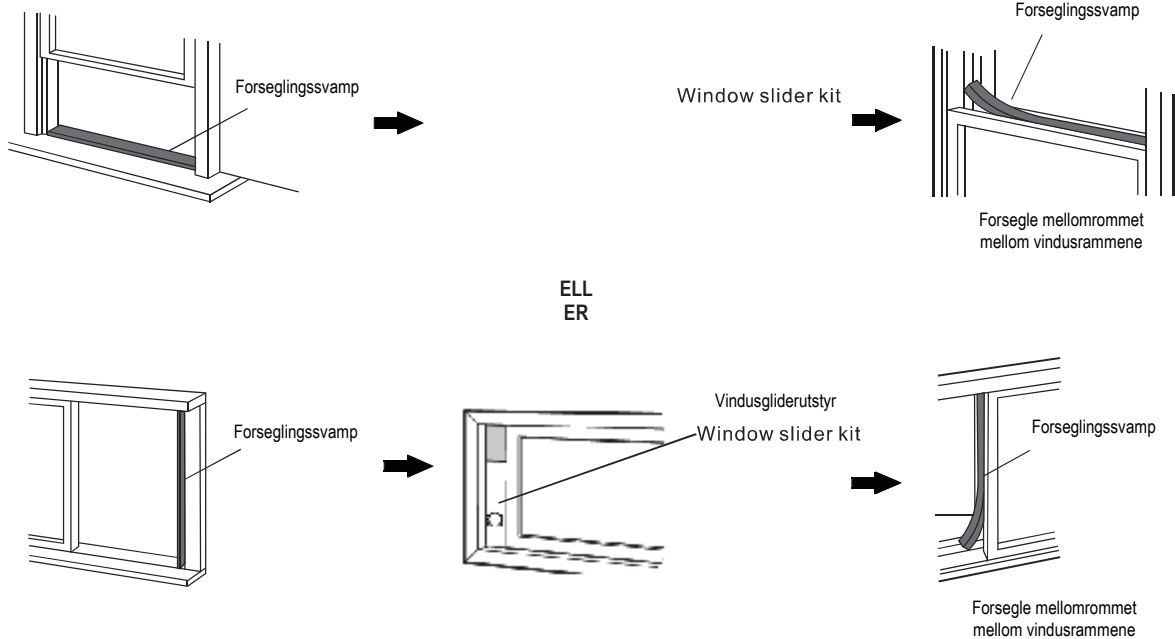 Forseglingssvamp
Forseglingssvamp
Window slider kit
Forsegle mellomrommet
mellom vindusrammene
ELL
ER
Forseglingssvamp
Vindusgliderutstyr
Window slider kit
Forseglingssvamp
Forsegle mellomrommet
mellom vindusrammene